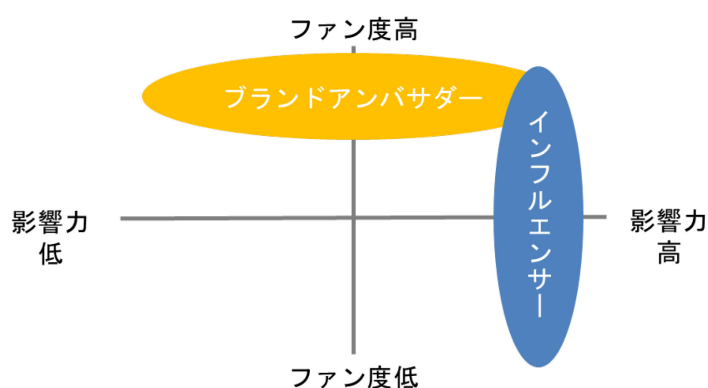 ファン度高
ブランドアンバサダー
インフルエンサー
影響力
低
影響力
高
ファン度低